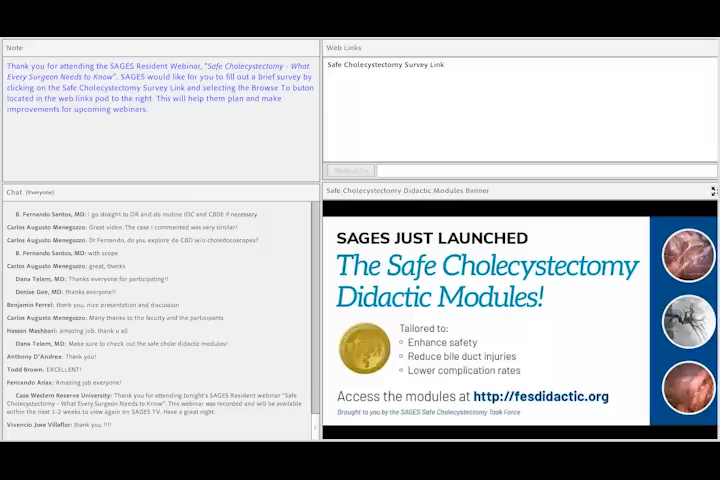 Note
Thank you for attending the SAGES Resident Webinar, "Safe Cholecystectomy - What
Every Surgeon Needs to Know". SAGES would like for you to fill out a brief survey by
clicking on the Safe Cholecystectomy Survey Link and selecting the Browse To buton
located in the web links pod to the right. This will help them plan and make
improvements for upcoming webinars.
Web Links
Safe Cholecystectomy Survey Link
Chat (Everyone)
B. Fernando Santos, MD: I go straight to OR and do routine IOC and CBDE if necessary
Carlos Augusto Menegozzo: Great video. The case I commented was very similar!
Carlos Augusto Menegozzo: Dr Fernando, do you explore de CBD w/o choledocoscopes?
B. Fernando Santos, MD: with scope
Carlos Augusto Menegozzo: great, thanks
Dana Telem, MD: Thanks everyone for participating!!
Denise Gee, MD: thanks everyone!!
Benjamin Ferrel: thank you, nice presentation and discussion
Carlos Augusto Menegozzo: Many thanks to the faculty and the participants
Hassan Mashbari: amazing job. thank u all
Dana Telem, MD: Make sure to check out the safe chole didactic modules!
Anthony D'Andrea: Thank you!
Todd Brown: EXCELLENT!
Fernando Arias: Amazing job everyone!
Case Western Reserve University: Thank you for attending tonight's SAGES Resident webinar "Safe
Cholecystectomy - What Every Surgeon Needs to Know". This webinar was recorded and will be available
within the next 1-2 weeks to view again on SAGES TV. Have a great night.
Vivencio Jose Villaflor: thank you !!!!
Safe Cholecystectomy Didactic Modules Banner
SAGES JUST LAUNCHED
The Safe Cholecystectomy
Didactic Modules!
Tailored to:
Enhance safety
Reduce bile duct injuries
Lower complication rates
Access the modules at http://fesdidactic.org
Brought to you by the SAGES Safe Cholecystectomy Task Force